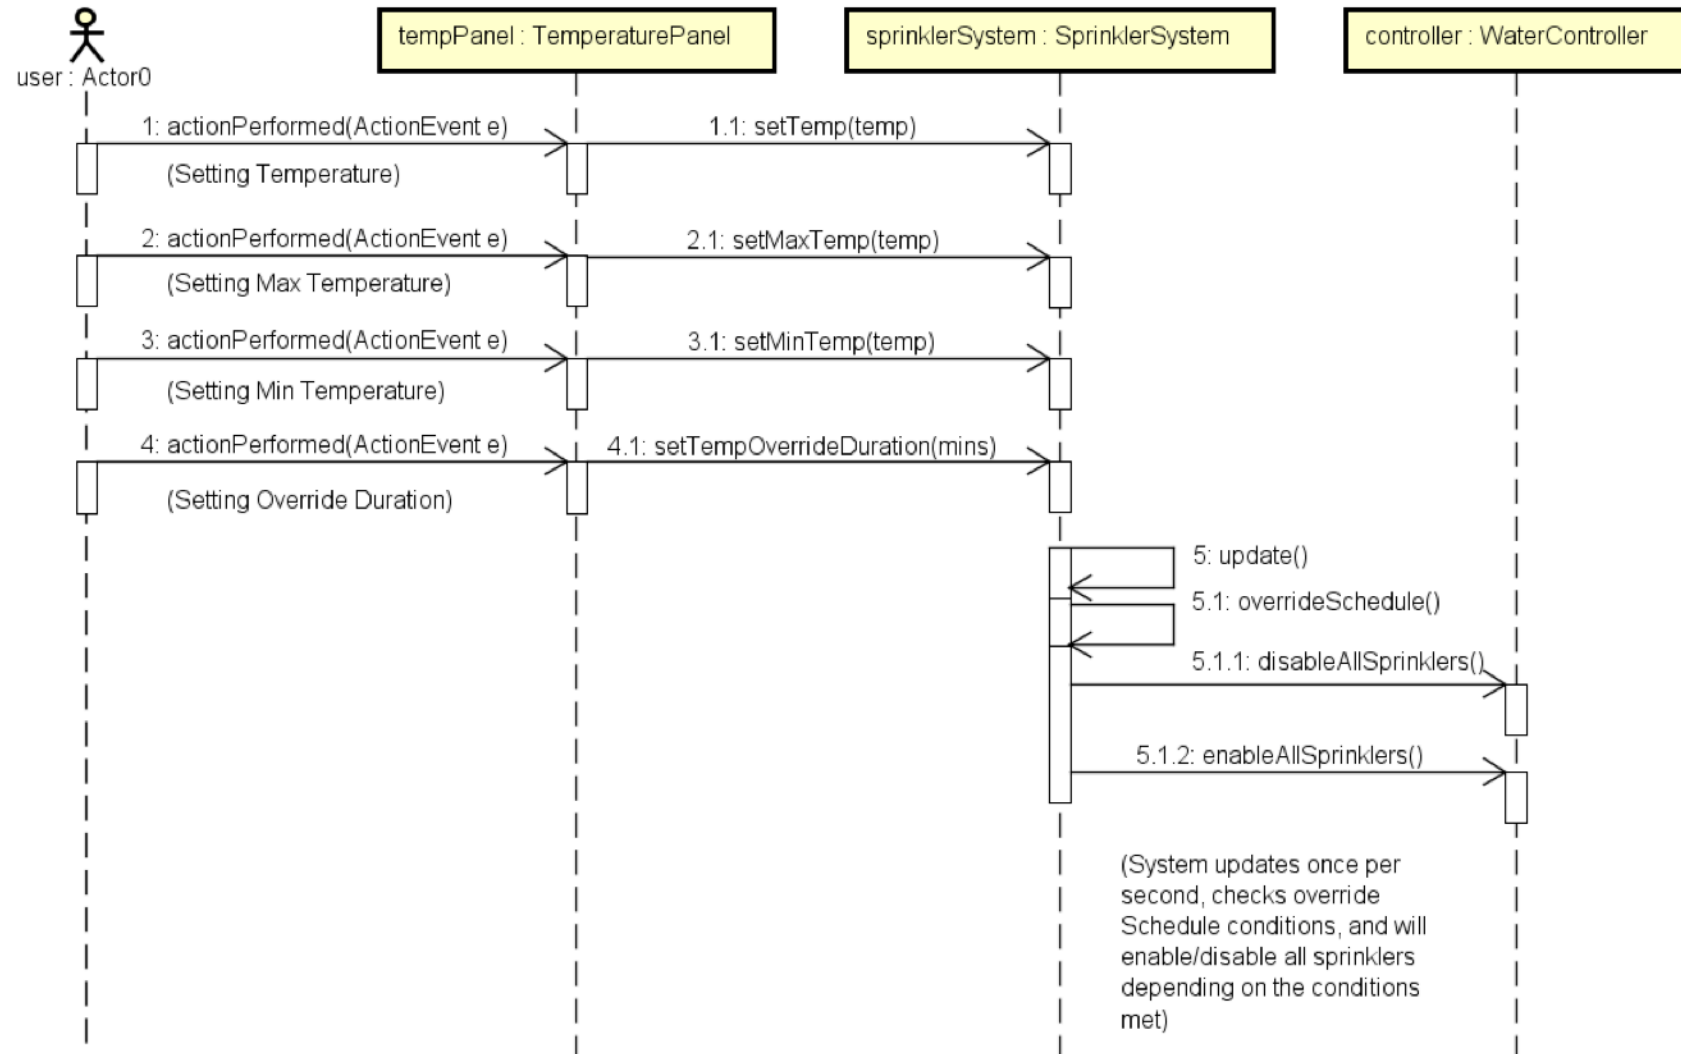 user : Actor0
tempPanel : TemperaturePanel
sprinklerSystem : SprinklerSystem
controller : WaterController
1: actionPerformed(ActionEvent e)
1.1: setTemp(temp)
(Setting Temperature)
2: actionPerformed(ActionEvent e)
2.1: setMaxTemp(temp)
(Setting Max Temperature)
3: actionPerformed(ActionEvent e)
3.1: setMinTemp(temp)
(Setting Min Temperature)
4: actionPerformed(ActionEvent e)
4.1: setTempOverrideDuration(mins)
(Setting Override Duration)
5: update()
5.1: overrideSchedule()
5.1.1: disableAllSprinklers()
5.1.2: enableAllSprinklers()
(System updates once per
second, checks override
Schedule conditions, and will
enable/disable all sprinklers
depending on the conditions
met)